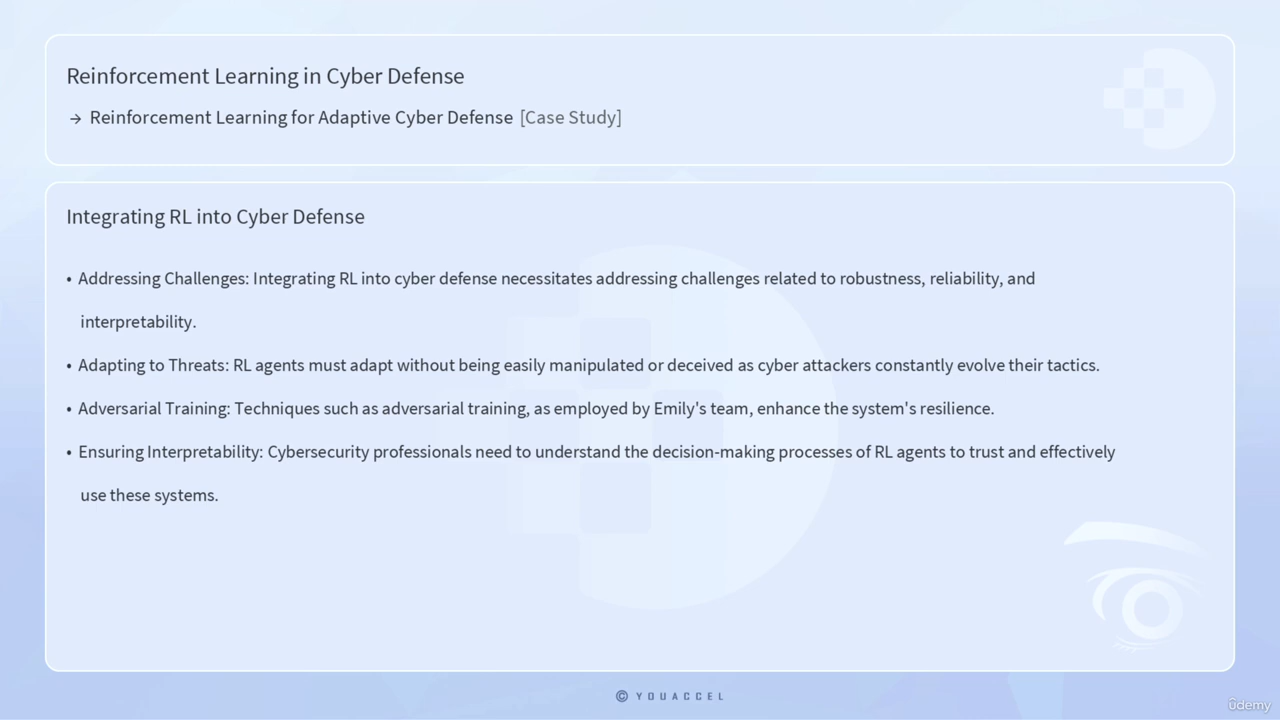 Reinforcement Learning in Cyber Defense
→ Reinforcement Learning for Adaptive Cyber Defense [Case Study]
Integrating RL into Cyber Defense
• Addressing Challenges: Integrating RL into cyber defense necessitates addressing challenges related to robustness, reliability, and
interpretability.
• Adapting to Threats: RL agents must adapt without being easily manipulated or deceived as cyber attackers constantly evolve their tactics.
• Adversarial Training: Techniques such as adversarial training, as employed by Emily's team, enhance the system's resilience.
• Ensuring Interpretability: Cybersecurity professionals need to understand the decision-making processes of RL agents to trust and effectively
use these systems.
© YOUACCEL
ûdemy